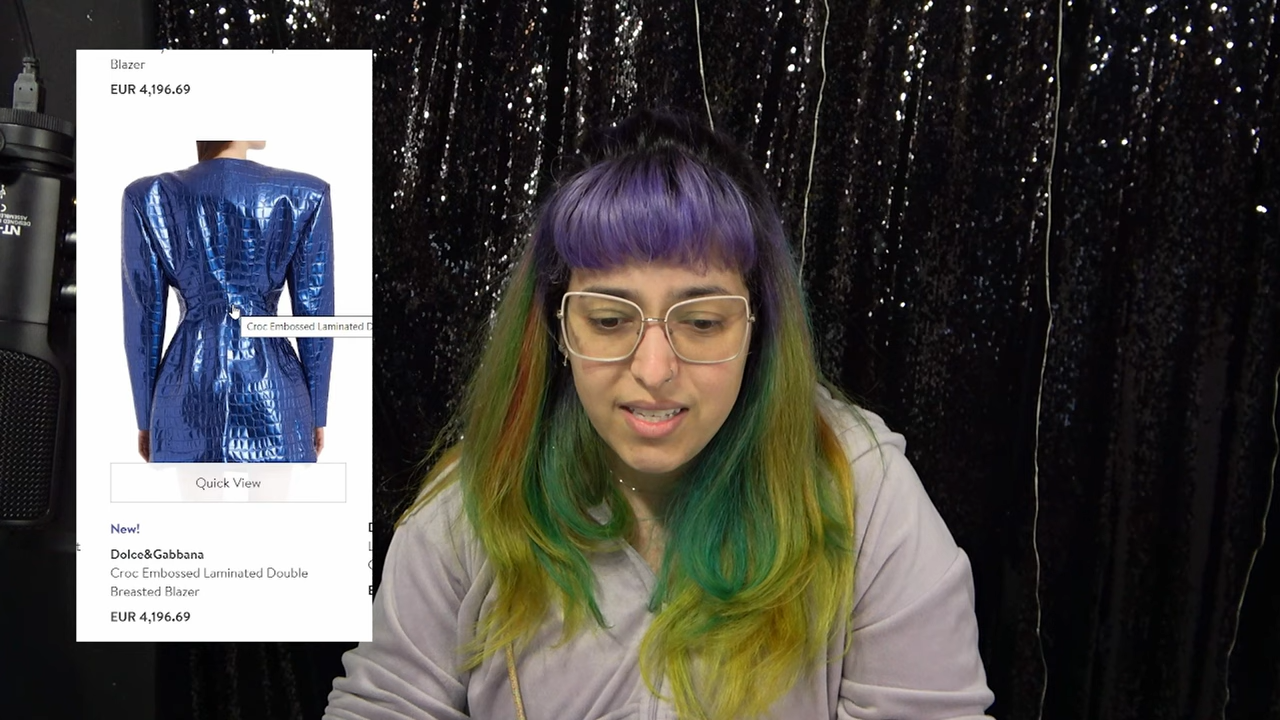 Blazer
EUR 4,196.69
Croc Embossed Laminated D
Quick View
New!
Dolce&Gabbana
Croc Embossed Laminated Double
Breasted Blazer
EUR 4,196.69
NT-